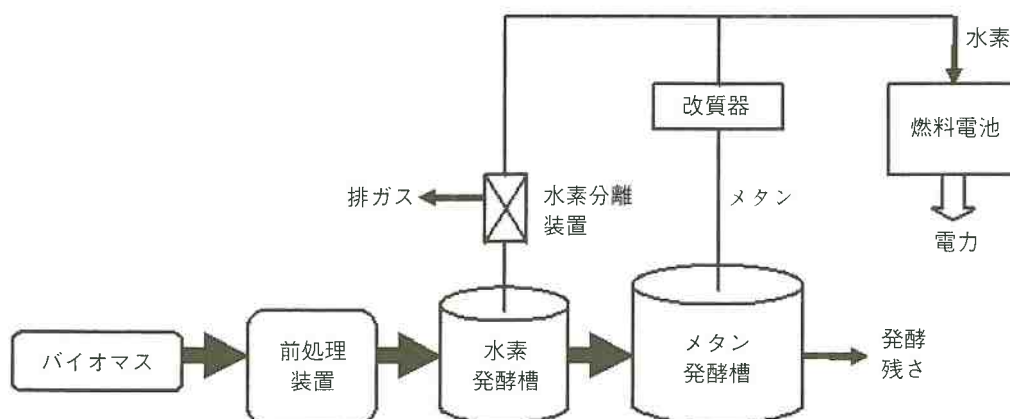 水素
改質器
燃料電池
排ガス
水素分離
装置
メタン
電力
バイオマス
前処理
装置
水素
発酵槽
メタン
発酵槽
発酵
残さ